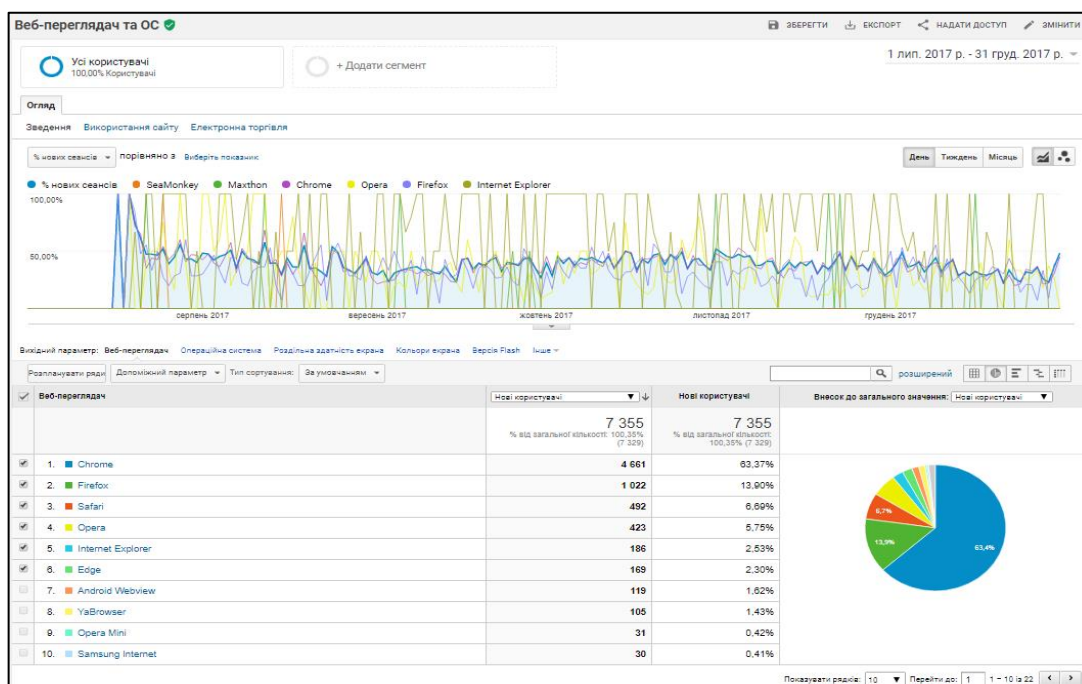 Веб-переглядач та ОС
ЗБЕРЕГТИ ЕКСПОРТ НАДАТИ ДОСТУП ЗМІНИТИ
Усі користувачі
100,00% Користувачі
+ Додати сегмент
1 лип. 2017 р. - 31 груд. 2017 р.
Огляд
Зведення Використання сайту Електронна торгівля
% нових сеансів порівняно з Виберіть показник
День Тиждень Місяць
% нових сеансів SeaMonkey Maxthon Chrome Opera Firefox Internet Explorer
100,00%
50,00%
серпень 2017 вересень 2017 жовтень 2017 листопад 2017 грудень 2017
Вихідний параметр: Веб-переглядач Операційна система Роздільна здатність екрана Кольори екрана Версія Flash Інше
Розпланувати ряди Допоміжний параметр Тип сортування: За умовчанням розширений
Веб-переглядач Нові користувачі Нові користувачі Внесок до загального значення: Нові користувачі
7 355 7 355
% від загальної кількості: 100,35% % від загальної кількості:
(7 329) 100,35% (7 329)
1. Chrome 4 661 63,37%
2. Firefox 1 022 13,90%
3. Safari 492 6,69%
4. Opera 423 5,75%
5. Internet Explorer 186 2,53%
6. Edge 169 2,30%
7. Android Webview 119 1,62%
8. YaBrowser 105 1,43%
9. Opera Mini 31 0,42%
10. Samsung Internet 30 0,41%
6,7%
13,9%
63,4%
Показувати рядків: 10 Перейти до: 1 1 – 10 із 22